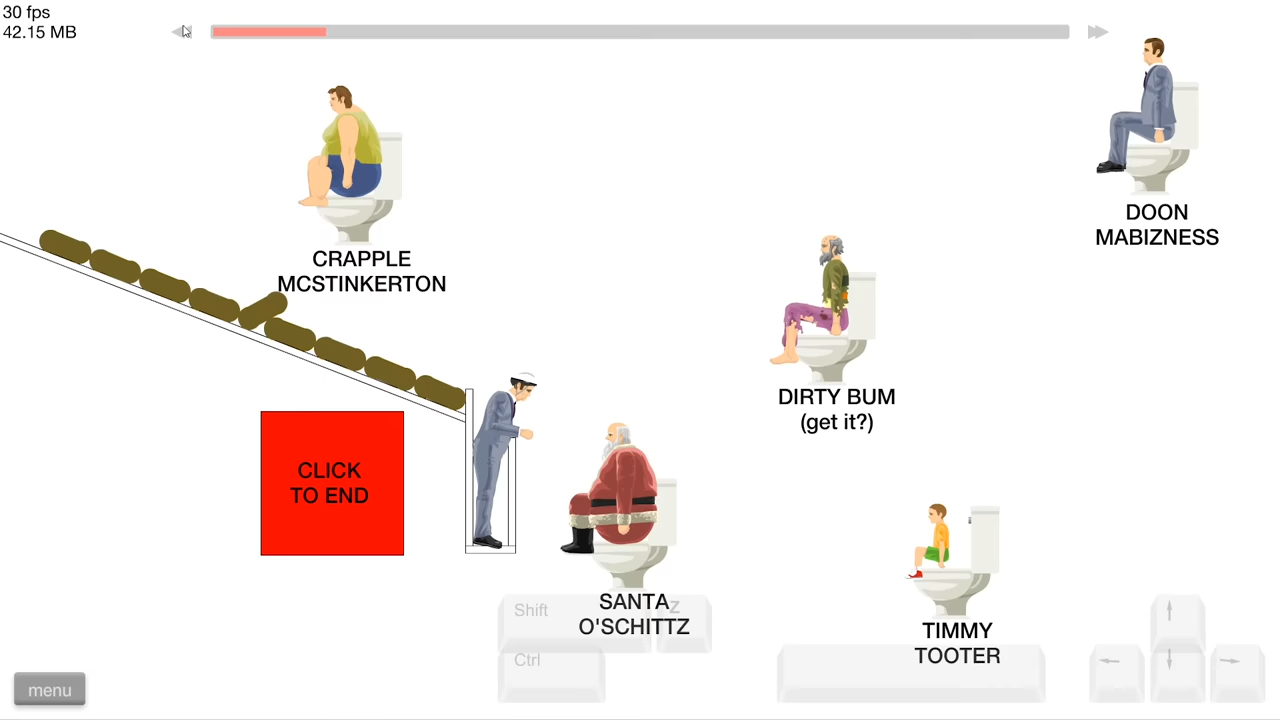 30 fps
42.15 MB
DOON
MABIZNESS
CRAPPLE
MCSTINKERTON
DIRTY BUM
(get it?)
CLICK
TO END
SANTA
O'SCHITTZ
Shift
Z
Ctrl
TIMMY
TOOTER
menu